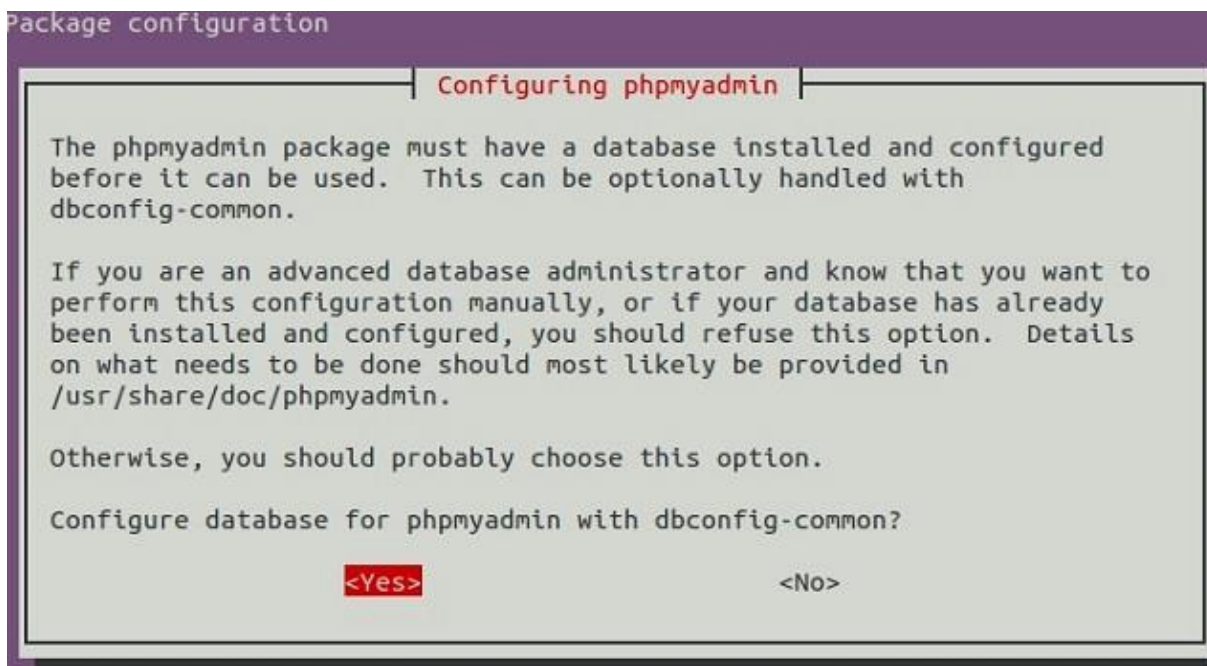 Package configuration
Configuring phpmyadmin
The phpmyadmin package must have a database installed and configured
before it can be used.  This can be optionally handled with
dbconfig-common.
If you are an advanced database administrator and know that you want to
perform this configuration manually, or if your database has already
been installed and configured, you should refuse this option.  Details
on what needs to be done should most likely be provided in
/usr/share/doc/phpmyadmin.
Otherwise, you should probably choose this option.
Configure database for phpmyadmin with dbconfig-common?
<Yes> <No>